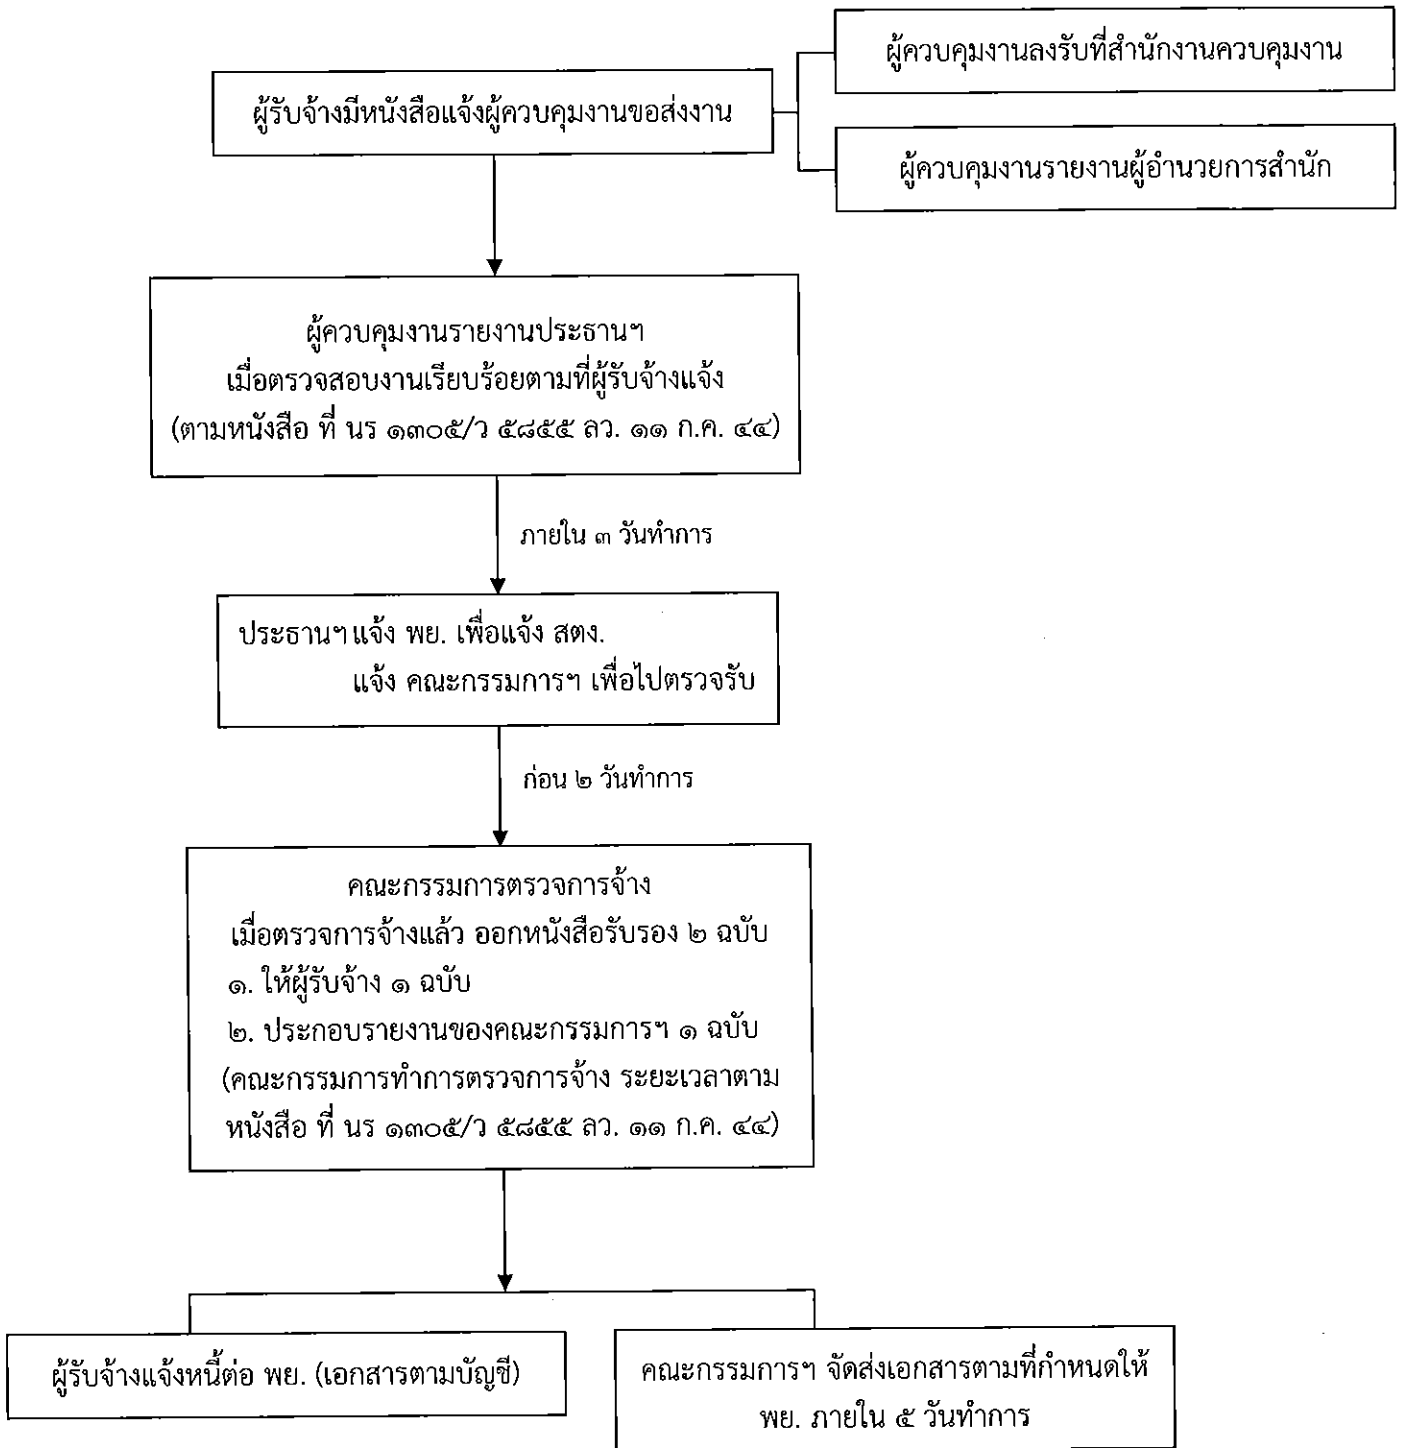 ผู้ควบคุมงานลงรับที่สำนักงานควบคุมงาน
ผู้รับจ้างมีหนังสือแจ้งผู้ควบคุมงานขอส่งงาน
ผู้ควบคุมงานรายงานผู้อำนวยการสำนัก
ผู้ควบคุมงานรายงานประธานฯ
เมื่อตรวจสอบงานเรียบร้อยตามที่ผู้รับจ้างแจ้ง
(ตามหนังสือ ที่ นร ๑๓๐๕/ว ๕๘๕๕ ลว. ๑๑ ก.ค. ๔๔)
ภายใน ๓ วันทำการ
ประธานฯ แจ้ง พย. เพื่อแจ้ง สตง.
แจ้ง คณะกรรมการฯ เพื่อไปตรวจรับ
ก่อน ๒ วันทำการ
คณะกรรมการตรวจการจ้าง
เมื่อตรวจการจ้างแล้ว ออกหนังสือรับรอง ๒ ฉบับ
๑. ให้ผู้รับจ้าง ๑ ฉบับ
๒. ประกอบรายงานของคณะกรรมการฯ ๑ ฉบับ
(คณะกรรมการทำการตรวจการจ้าง ระยะเวลาตาม
หนังสือ ที่ นร ๑๓๐๕/ว ๕๘๕๕ ลว. ๑๑ ก.ค. ๔๔)
ผู้รับจ้างแจ้งหนี้ต่อ พย. (เอกสารตามบัญชี)
คณะกรรมการฯ จัดส่งเอกสารตามที่กำหนดให้
พย. ภายใน ๕ วันทำการ